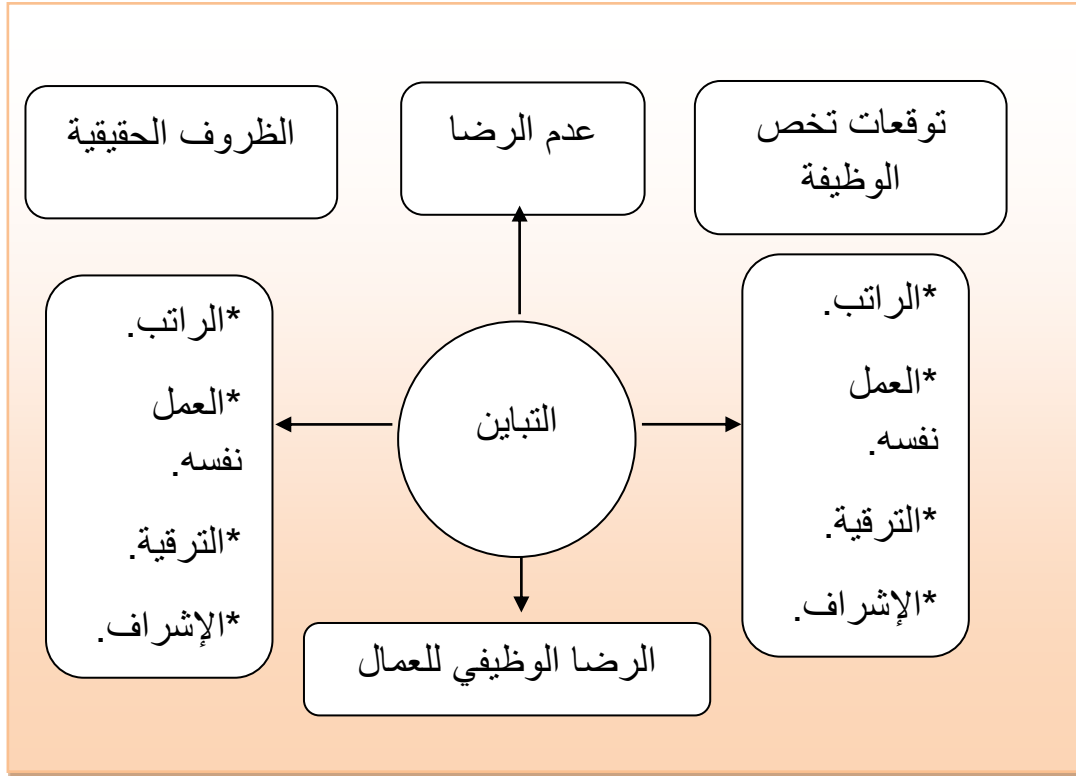 توقعات تخص
الوظيفة
عدم الرضا
الظروف الحقيقية
*الراتب.
*العمل
نفسه.
*الترقية.
*الإشراف.
التباين
*الراتب.
*العمل
نفسه.
*الترقية.
*الإشراف.
الرضا الوظيفي للعمال